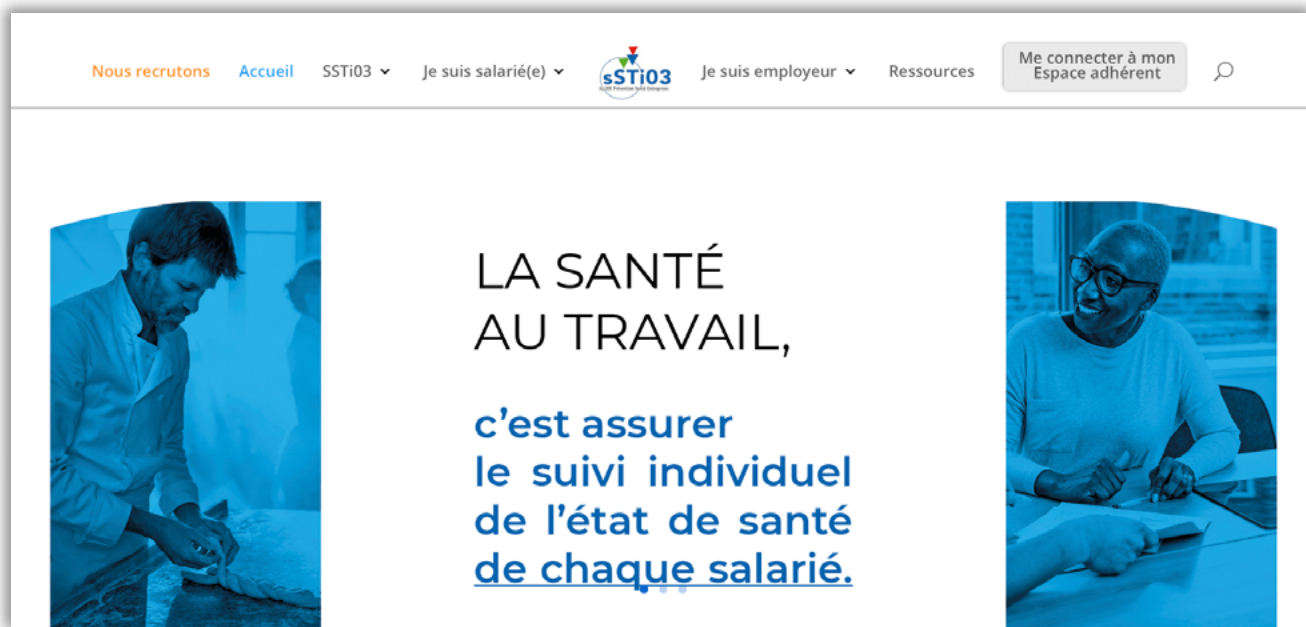 Nous recrutons
Accueil
SSTi03
Je suis salarié(e)
sSTi03
Je suis employeur
Ressources
Me connecter à mon
Espace adhérent
LA SANTÉ
AU TRAVAIL,
c’est assurer
le suivi individuel
de l’état de santé
de chaque salarié.